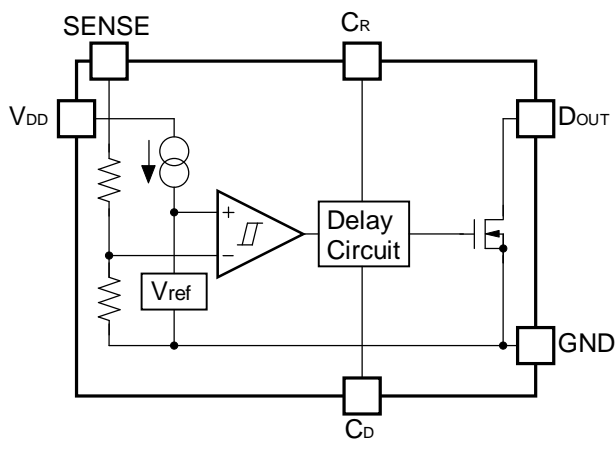 SENSE
CR
VDD
DOUT
+
−
Delay
Circuit
Vref
GND
CD